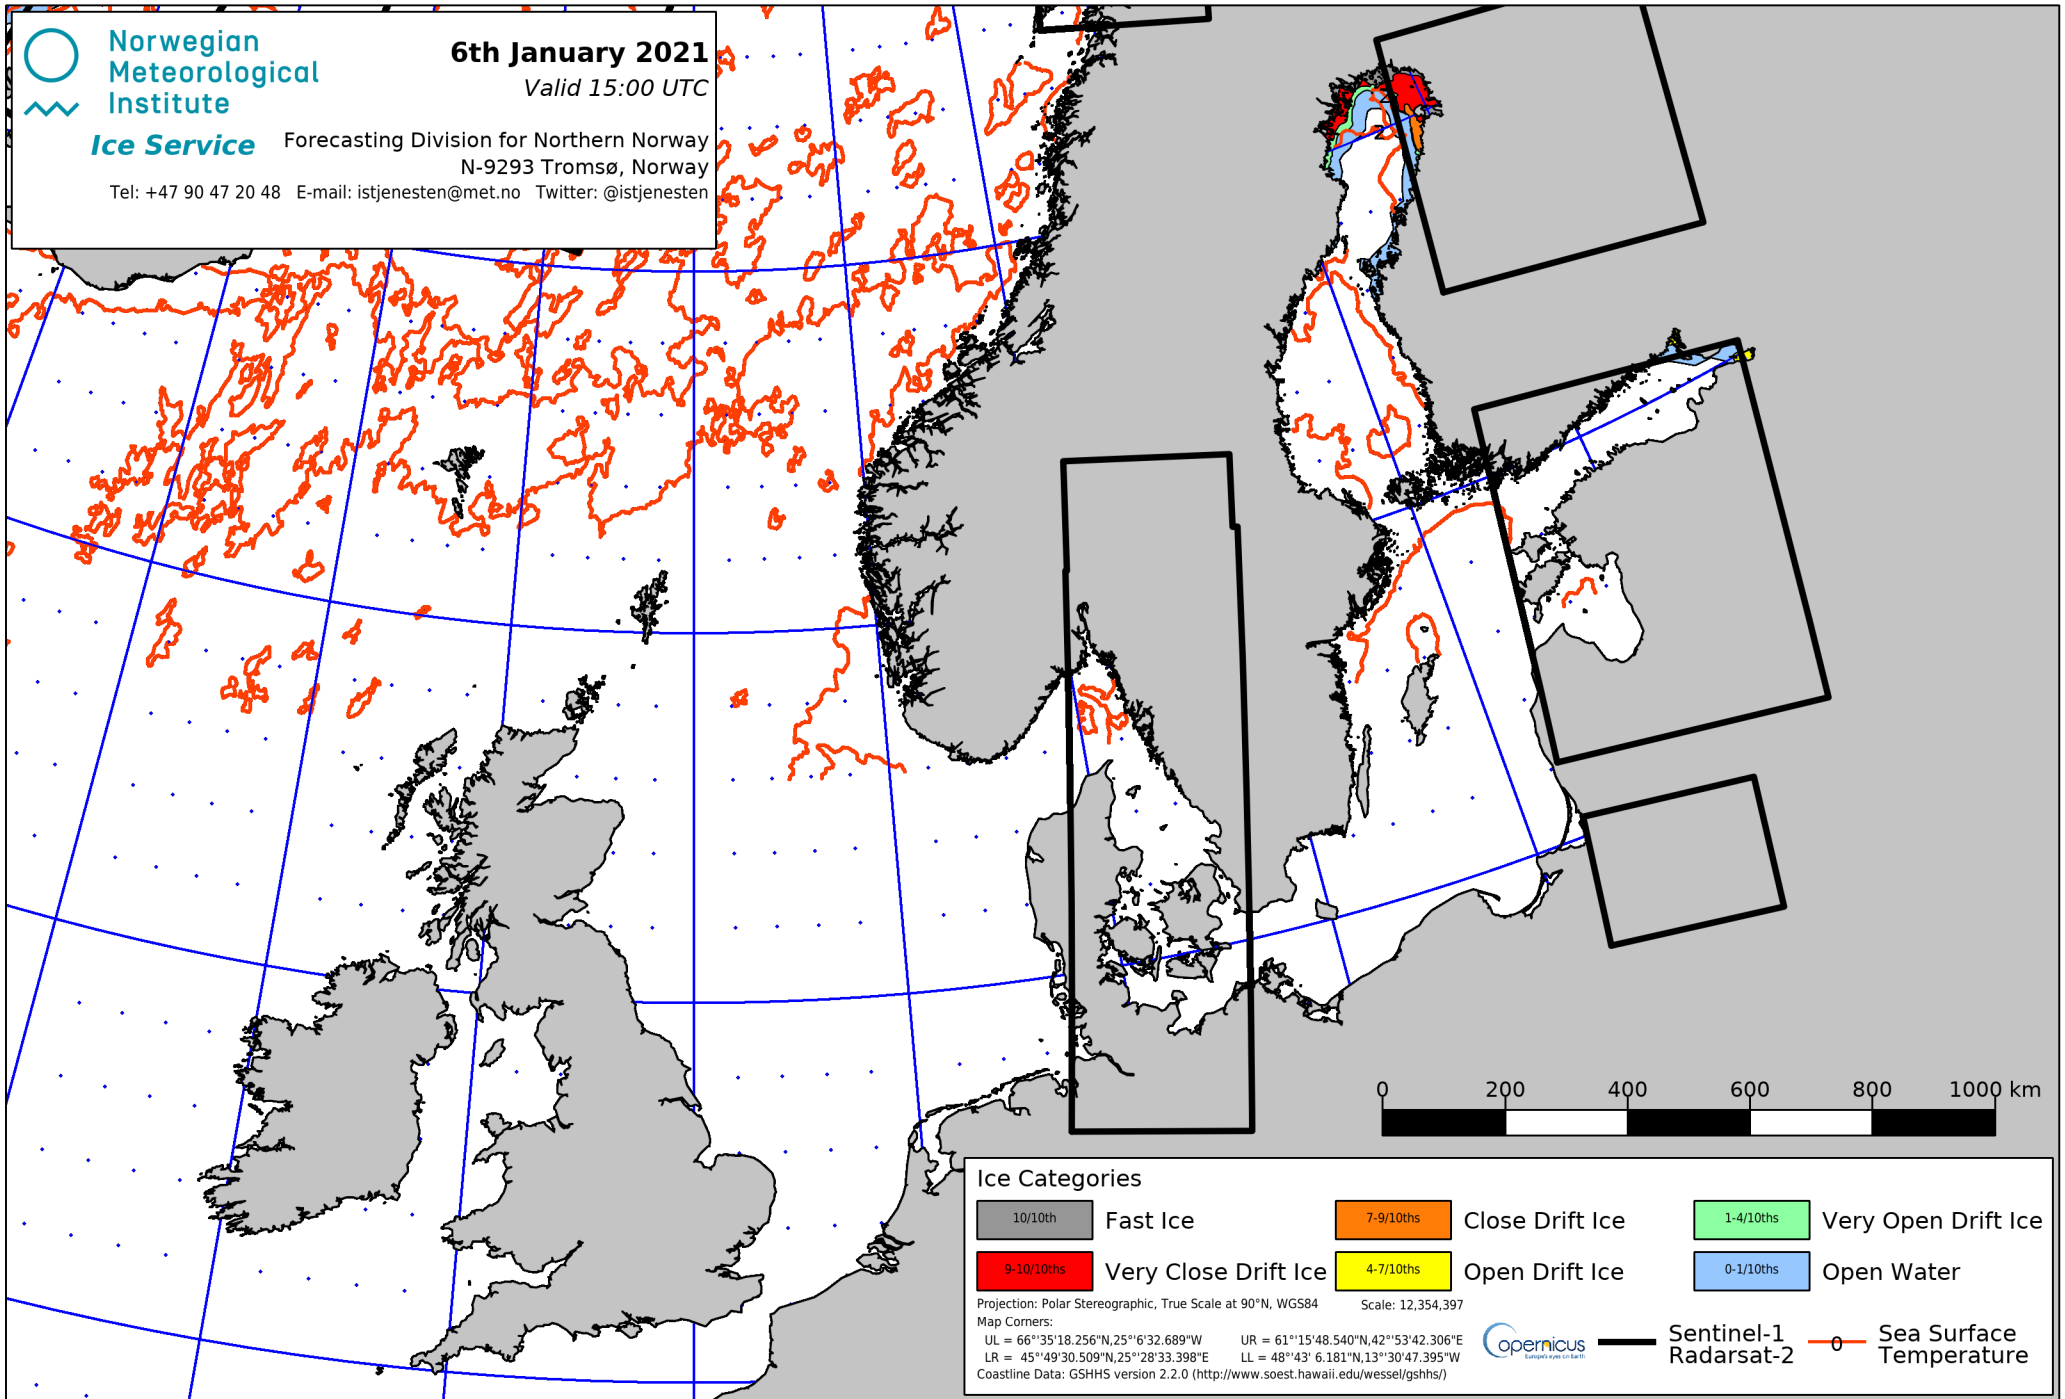 Norwegian
Meteorological
Institute
Ice Service
6th January 2021
Valid 15:00 UTC
Forecasting Division for Northern Norway
N-9293 Tromsø, Norway
Tel: +47 90 47 20 48 E-mail: istjenesten@met.no Twitter: @istjenesten
0 200 400 600 800 1000 km
Ice Categories
10/10th Fast Ice 7-9/10ths Close Drift Ice 1-4/10ths Very Open Drift Ice
9-10/10ths Very Close Drift Ice 4-7/10ths Open Drift Ice 0-1/10ths Open Water
Projection: Polar Stereographic, True Scale at 90°N, WGS84 Scale: 12,354,397
Map Corners:
UL = 66°'35'18.256"N,25°'6'32.689"W UR = 61°'15'48.540"N,42°'53'42.306"E
LR = 45°'49'30.509"N,25°'28'33.398"E LL = 48°'43' 6.181"N,13°'30'47.395"W
Coastline Data: GSHHS version 2.2.0 (http://www.soest.hawaii.edu/wessel/gshhs/)
opernicus
Europe's eyes on Earth
Sentinel-1
Radarsat-2
0
Sea Surface
Temperature